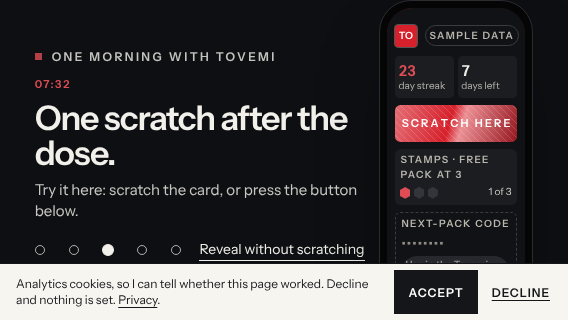 ONE MORNING WITH TOVEMI
07:32
One scratch after the
dose.
Try it here: scratch the card, or press the button
below.
Reveal without scratching
TO
SAMPLE DATA
23
day streak
7
days left
SCRATCH HERE
STAMPS · FREE
PACK AT 3
1 of 3
NEXT-PACK CODE
Analytics cookies, so I can tell whether this page worked. Decline
and nothing is set. Privacy.
ACCEPT
DECLINE